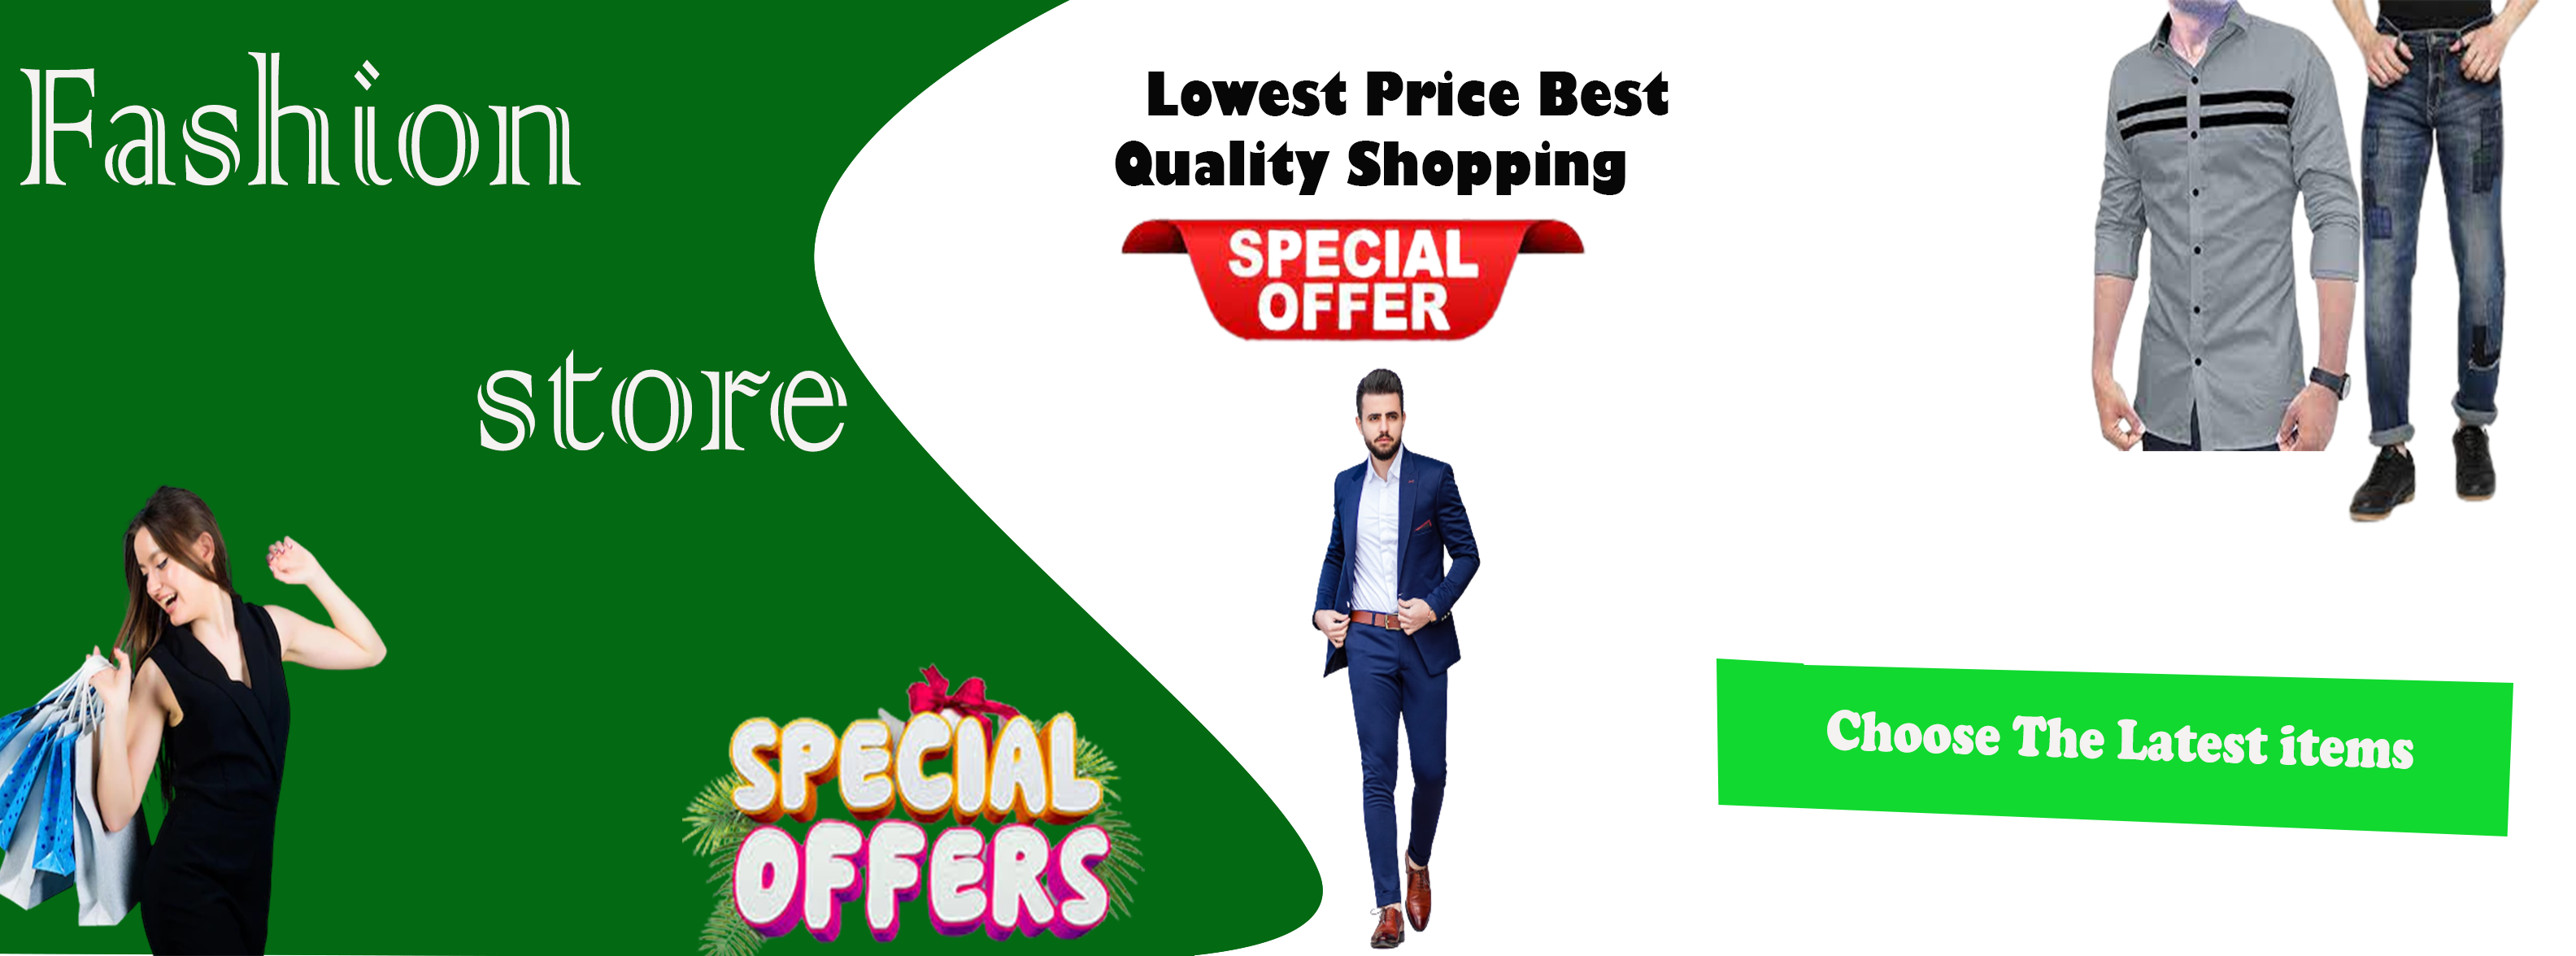 Fashion
store
SPECIAL
OFFERS
Lowest Price Best
Quality Shopping
SPECIAL
OFFER
Choose The Latest items